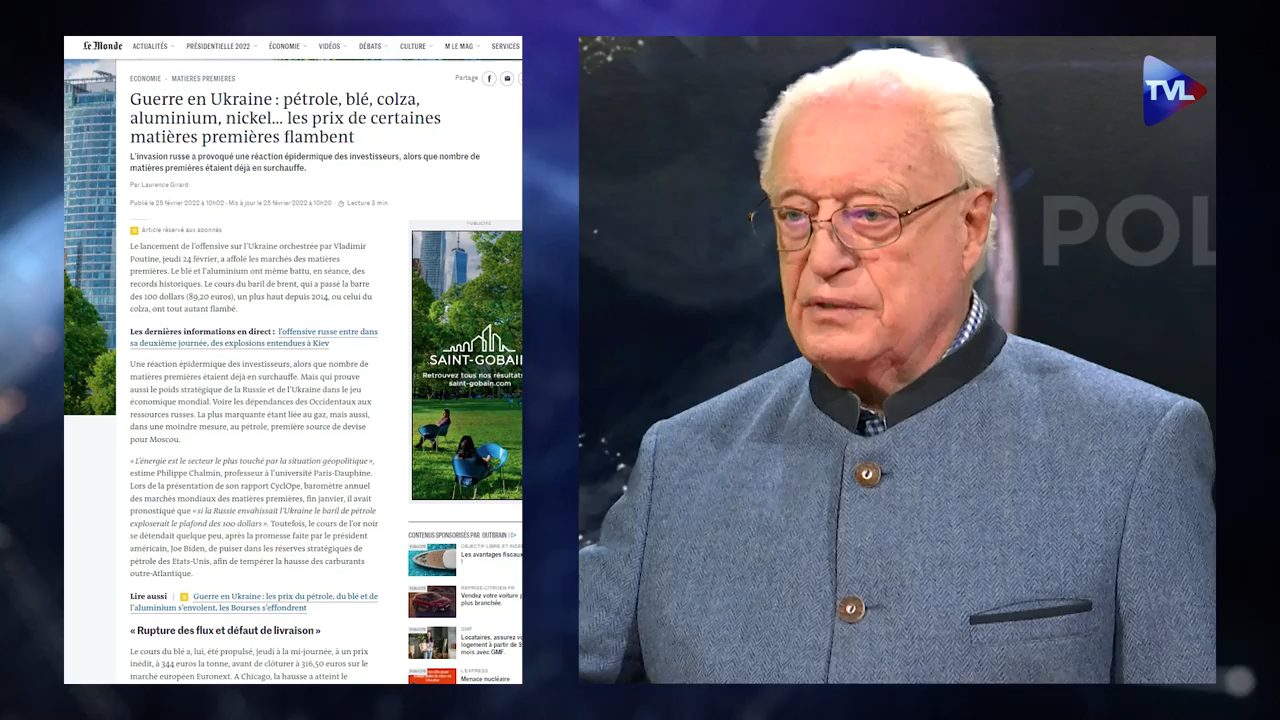 Le Monde
ACTUALITÉS
PRÉSIDENTIELLE 2022
ÉCONOMIE
VIDÉOS
DÉBATS
CULTURE
M LE MAG
SERVICES
ECONOMIE · MATIERES PREMIERES
Partage
Guerre en Ukraine : pétrole, blé, colza,
aluminium, nickel… les prix de certaines
matières premières flambent
L'invasion russe a provoqué une réaction épidermique des investisseurs, alors que nombre de
matières premières étaient déjà en surchauffe.
Par Laurence Girard
Publié le 25 février 2022 à 10h02 - Mis à jour le 25 février 2022 à 10h20 · Lecture 3 min.
Article réservé aux abonnés
Le lancement de l'offensive sur l'Ukraine orchestrée par Vladimir
Poutine, jeudi 24 février, a affolé les marchés des matières
premières. Le blé et l'aluminium ont même battu, en séance, des
records historiques. Le cours du baril de brent, qui a passé la barre
des 100 dollars (89,20 euros), un plus haut depuis 2014, ou celui du
colza, ont tout autant flambé.
Les dernières informations en direct : l'offensive russe entre dans
sa deuxième journée, des explosions entendues à Kiev
Une réaction épidermique des investisseurs, alors que nombre de
matières premières étaient déjà en surchauffe. Mais qui prouve
aussi le poids stratégique de la Russie et de l'Ukraine dans le jeu
économique mondial. Voire les dépendances des Occidentaux aux
ressources russes. La plus marquante étant liée au gaz, mais aussi,
dans une moindre mesure, au pétrole, première source de devise
pour Moscou.
« L'énergie est le secteur le plus touché par la situation géopolitique »,
estime Philippe Chalmin, professeur à l'université Paris-Dauphine.
Lors de la présentation de son rapport CyclOpe, baromètre annuel
des marchés mondiaux des matières premières, fin janvier, il avait
pronostiqué que « si la Russie envahissait l'Ukraine le baril de pétrole
exploserait le plafond des 100 dollars ». Toutefois, le cours de l'or noir
se détendait quelque peu, après la promesse faite par le président
américain, Joe Biden, de puiser dans les réserves stratégiques de
pétrole des Etats-Unis, afin de tempérer la hausse des carburants
outre-Atlantique.
Lire aussi | Guerre en Ukraine : les prix du pétrole, du blé et de
l'aluminium s'envolent, les Bourses s'effondrent
« Rupture des flux et défaut de livraison »
Le cours du blé a, lui, été propulsé, jeudi à la mi-journée, à un prix
inédit, à 344 euros la tonne, avant de clôturer à 316,50 euros sur le
marché européen Euronext. A Chicago, la hausse a atteint le
PUBLICITÉ
SAINT-GOBAIN
Retrouvez tous nos résultats
saint-gobain.com
CONTENUS SPONSORISÉS PAR OUTBRAIN
OBJECTIF LIBRE ET INDÉ
Les avantages fiscaux
!
REPRISE-CITROEN.FR
Vendez votre voiture p
plus branchée.
GMF
Locataires, assurez vo
logement à partir de 3
mois avec GMF.
L'EXPRESS
Menace nucléaire
TVL
POL